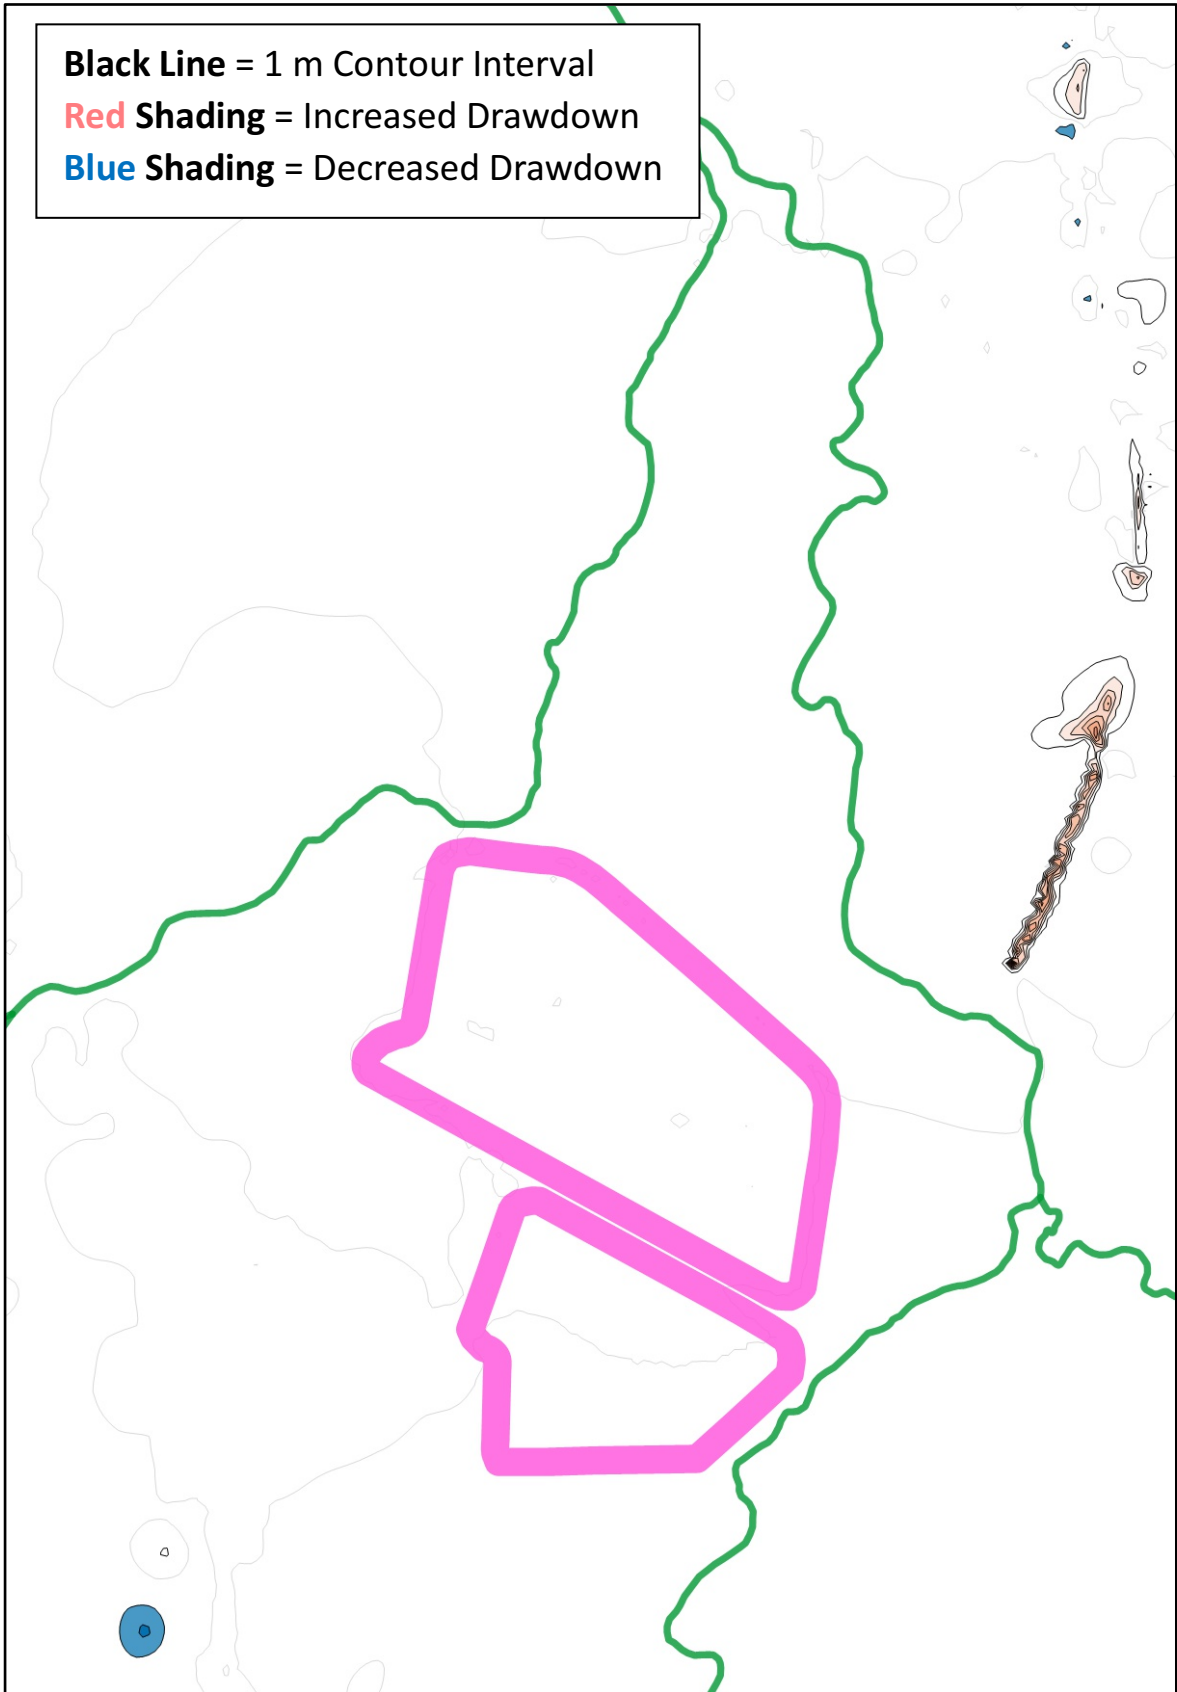 Black Line = 1 m Contour Interval
Red Shading = Increased Drawdown
Blue Shading = Decreased Drawdown